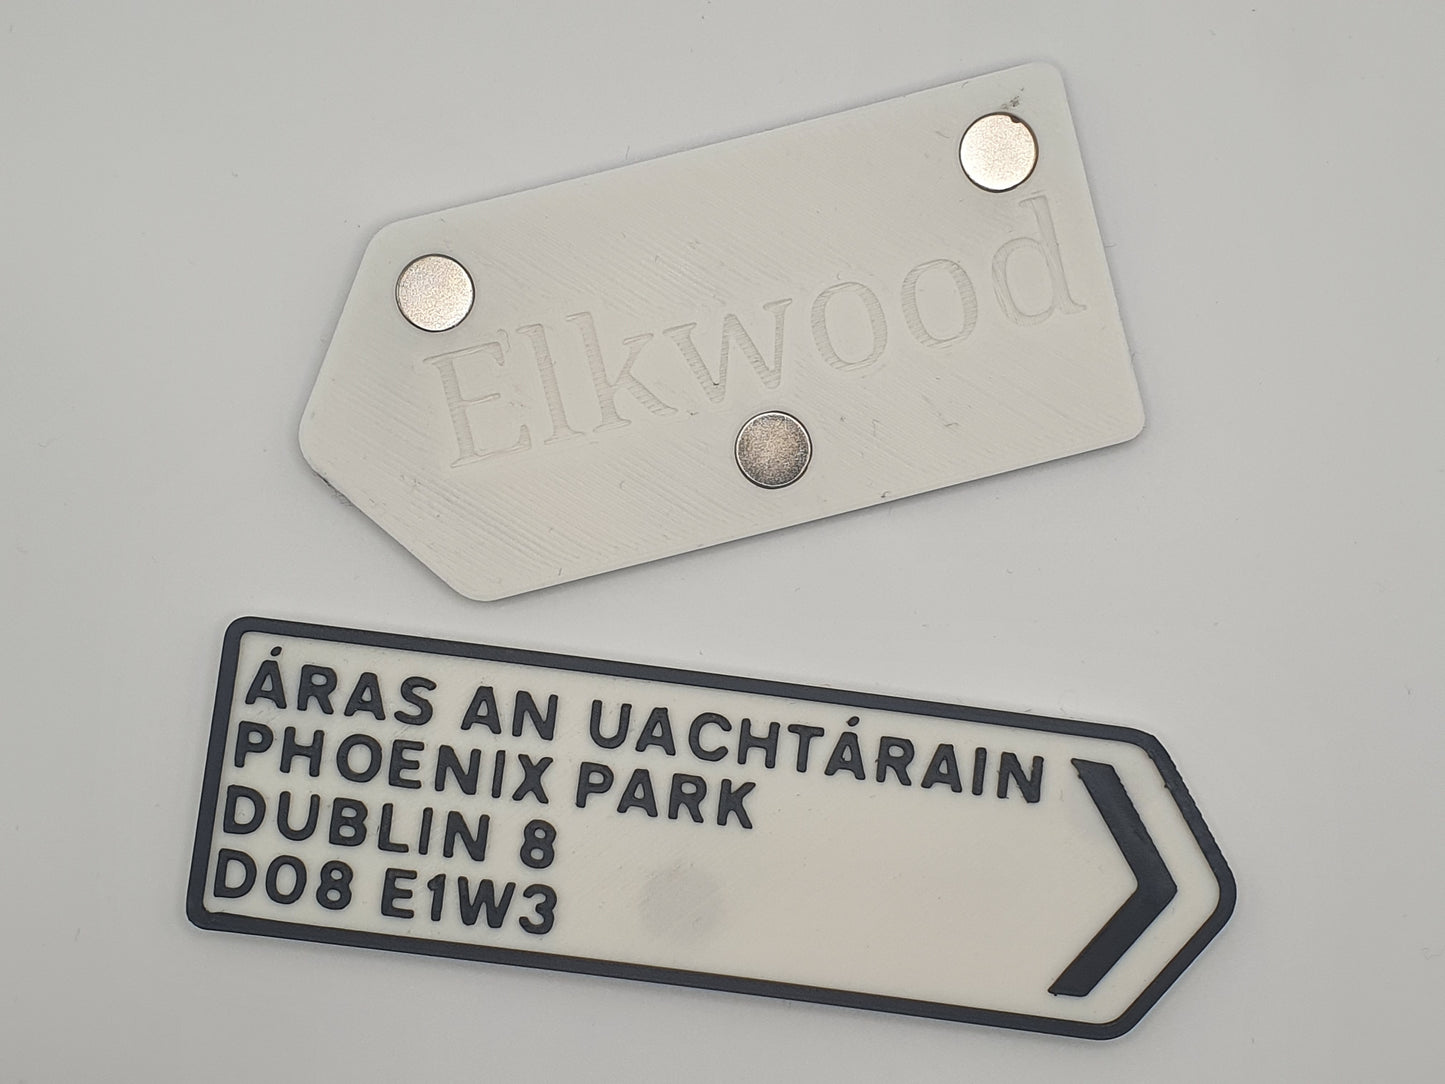 Elkwood
ÁRAS AN UACHTÁRAIN
PHOENIX PARK
DUBLIN 8
D08 E1W3